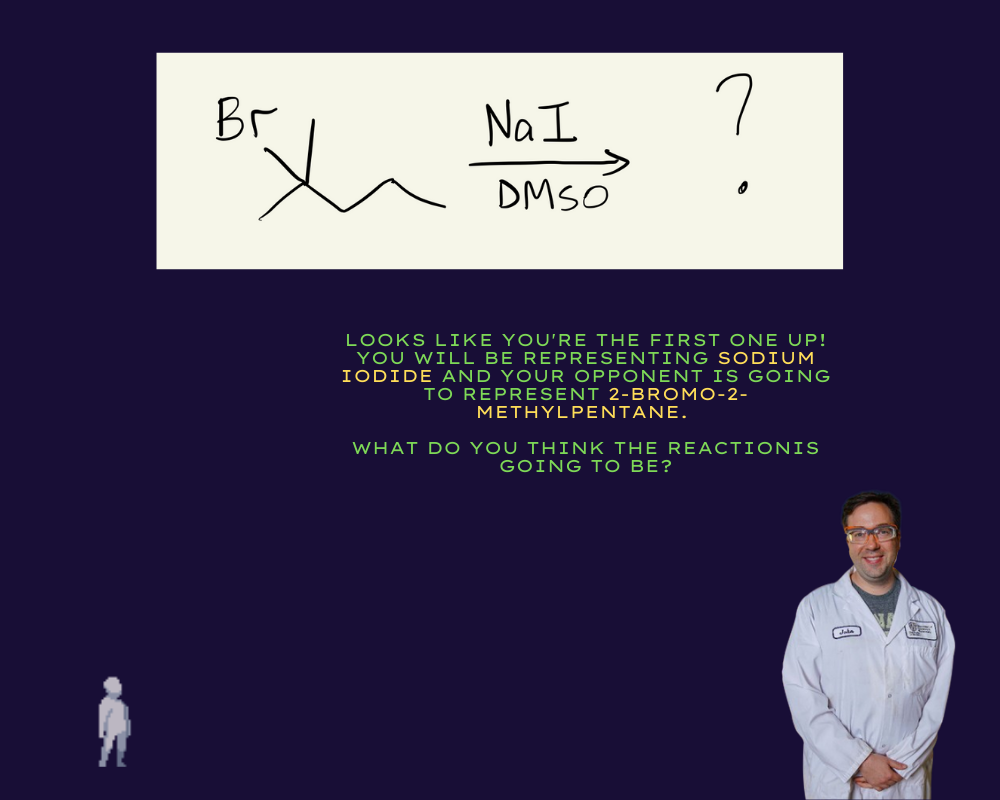 Br
NaI
DMSO
?
LOOKS LIKE YOU'RE THE FIRST ONE UP!
YOU WILL BE REPRESENTING SODIUM
IODIDE AND YOUR OPPONENT IS GOING
TO REPRESENT 2-BROMO-2-
METHYLPENTANE.
WHAT DO YOU THINK THE REACTIONIS
GOING TO BE?
John